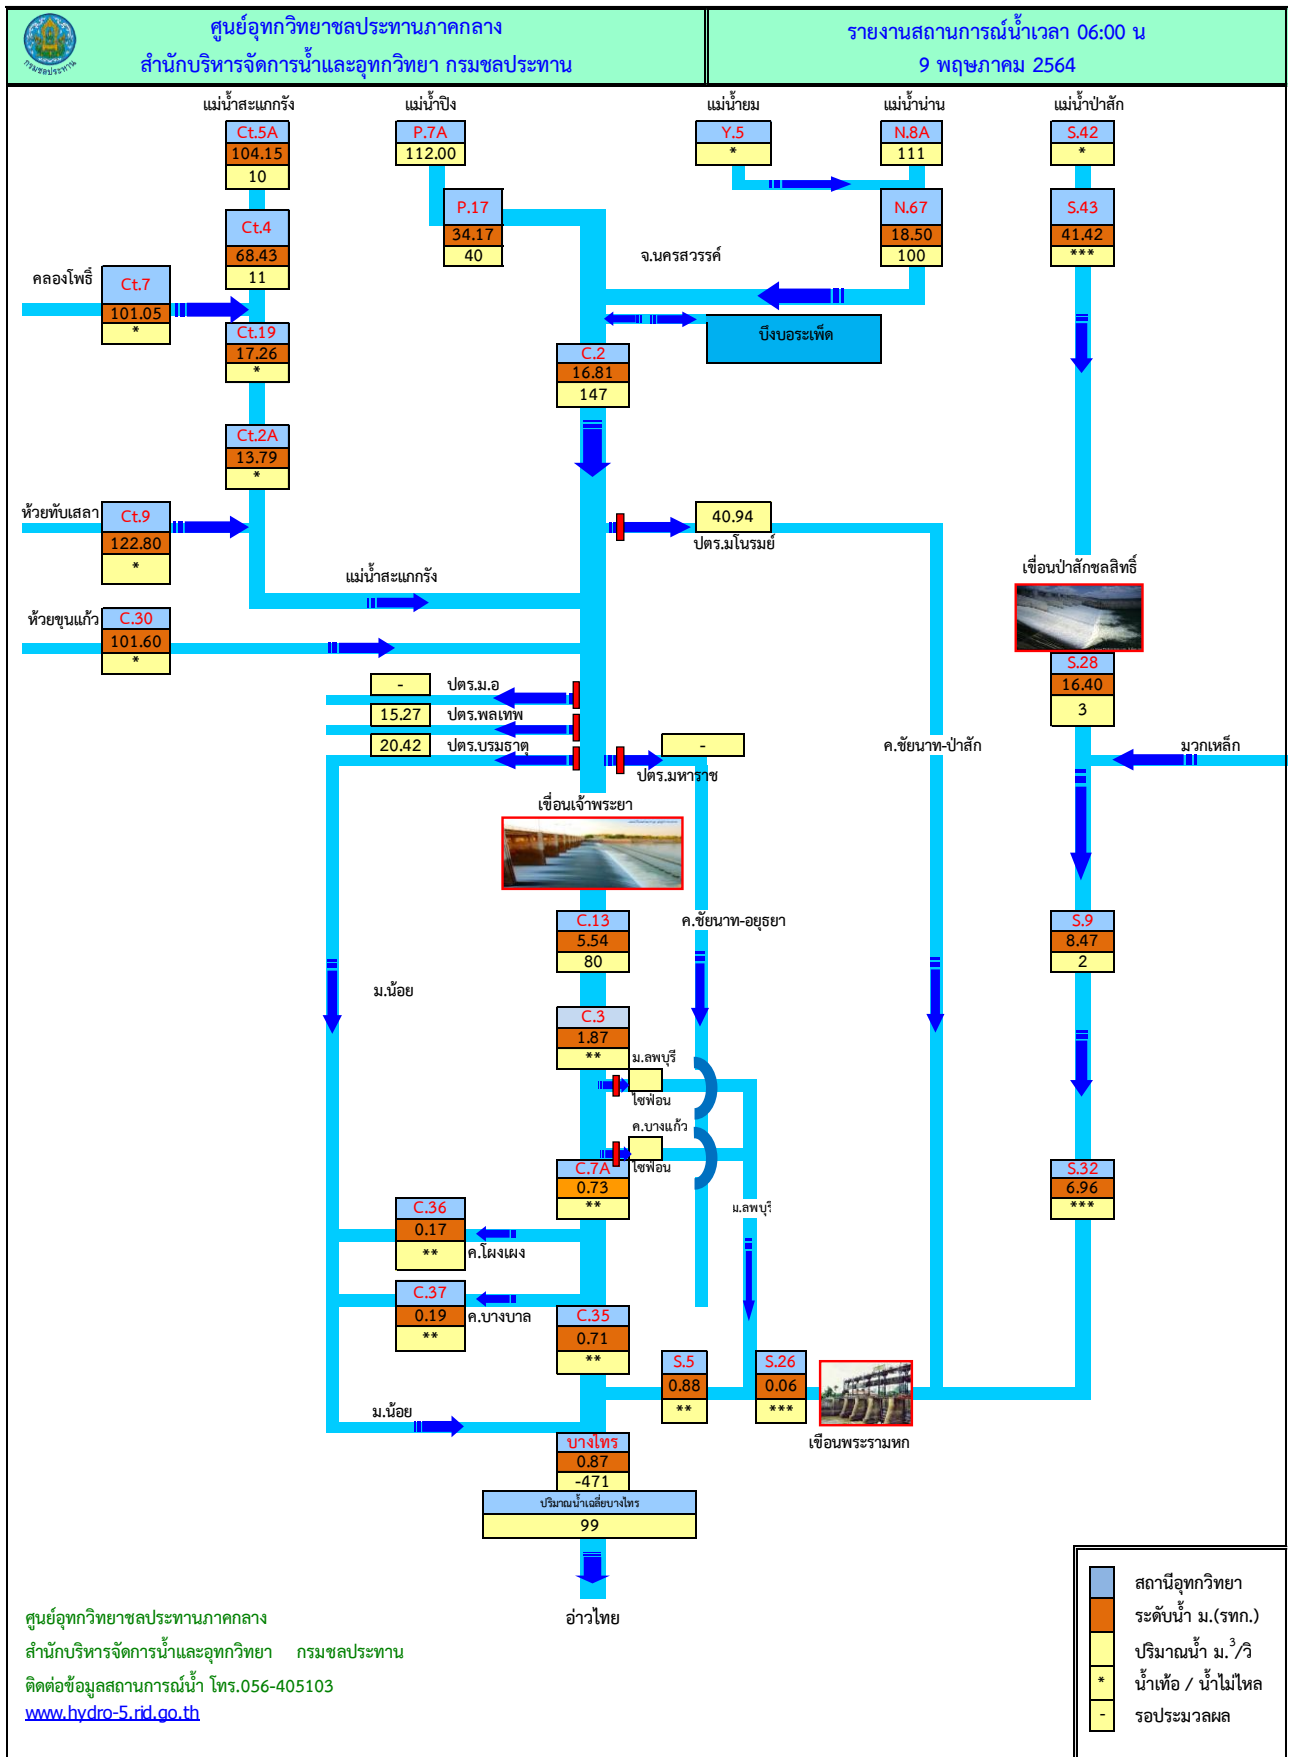 ศูนย์อุทกวิทยาชลประทานภาคกลาง
สำนักบริหารจัดการน้ำและอุทกวิทยา กรมชลประทาน
กรมชลประทาน
รายงานสถานการณ์น้ำเวลา 06:00 น
9 พฤษภาคม 2564
แม่น้ำสะแกกรัง
แม่น้ำปิง
แม่น้ำยม
แม่น้ำน่าน
แม่น้ำป่าสัก
Ct.5A
104.15
10
P.7A
112.00
Y.5
*
N.8A
111
S.42
*
Ct.4
68.43
11
P.17
34.17
40
N.67
18.50
100
S.43
41.42
***
จ.นครสวรรค์
คลองโพธิ์
Ct.7
101.05
*
Ct.19
17.26
*
บึงบอระเพ็ด
C.2
16.81
147
Ct.2A
13.79
*
ห้วยทับเสลา
Ct.9
122.80
*
40.94
ปตร.มโนรมย์
แม่น้ำสะแกกรัง
เขื่อนป่าสักชลสิทธิ์
ห้วยขุนแก้ว
C.30
101.60
*
S.28
16.40
3
-
ปตร.ม.อ
15.27
ปตร.พลเทพ
20.42
ปตร.บรมธาตุ
-
ปตร.มหาราช
ค.ชัยนาท-ป่าสัก
มวกเหล็ก
เขื่อนเจ้าพระยา
C.13
5.54
80
ค.ชัยนาท-อยุธยา
S.9
8.47
2
ม.น้อย
C.3
1.87
**
ม.ลพบุรี
ไซฟ่อน
ค.บางแก้ว
ไซฟ่อน
C.7A
0.73
**
S.32
6.96
***
ม.ลพบุรี
C.36
0.17
**
ค.โผงเผง
C.37
0.19
**
ค.บางบาล
C.35
0.71
**
S.5
0.88
**
S.26
0.06
***
เขือนพระรามหก
ม.น้อย
บางไทร
0.87
-471
ปริมาณน้ำเฉลี่ยบางไทร
99
อ่าวไทย
ศูนย์อุทกวิทยาชลประทานภาคกลาง
สำนักบริหารจัดการน้ำและอุทกวิทยา กรมชลประทาน
ติดต่อข้อมูลสถานการณ์น้ำ โทร.056-405103
www.hydro-5.rid.go.th
สถานีอุทกวิทยา
ระดับน้ำ ม.(รทก.)
ปริมาณน้ำ ม.³/วิ
* น้ำเท้อ / น้ำไม่ไหล
- รอประมวลผล